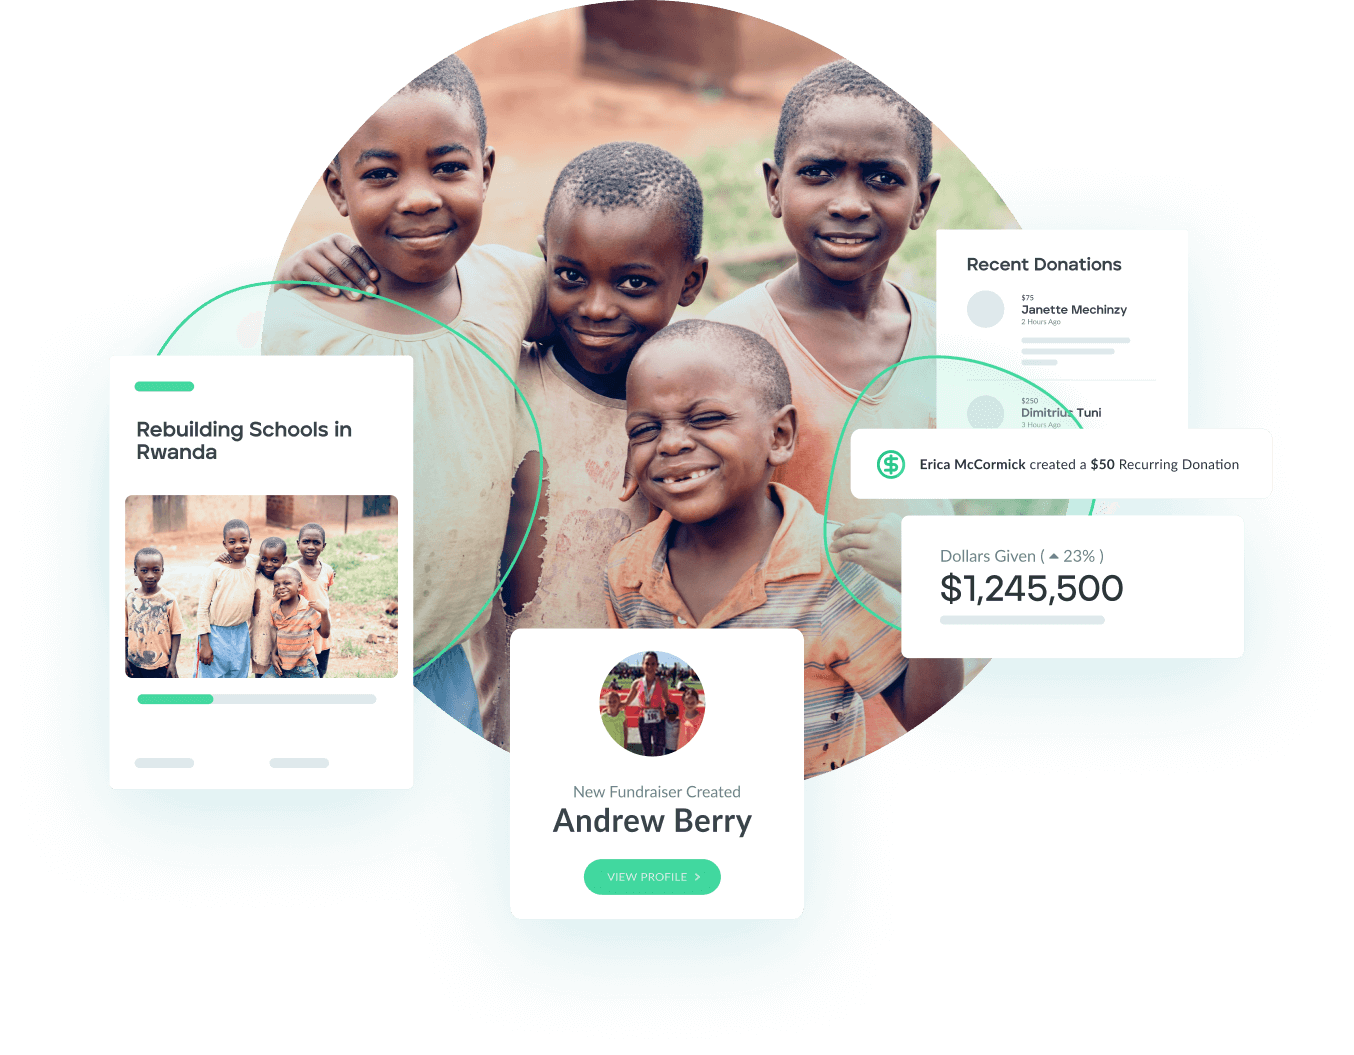 Recent Donations
$75
Janette Mechinzy
2 Hours Ago
$250
Dimitrius Tuni
3 Hours Ago
Rebuilding Schools in
Rwanda
Erica McCormick created a $50 Recurring Donation
Dollars Given ( ▲ 23% )
$1,245,500
New Fundraiser Created
Andrew Berry
VIEW PROFILE >